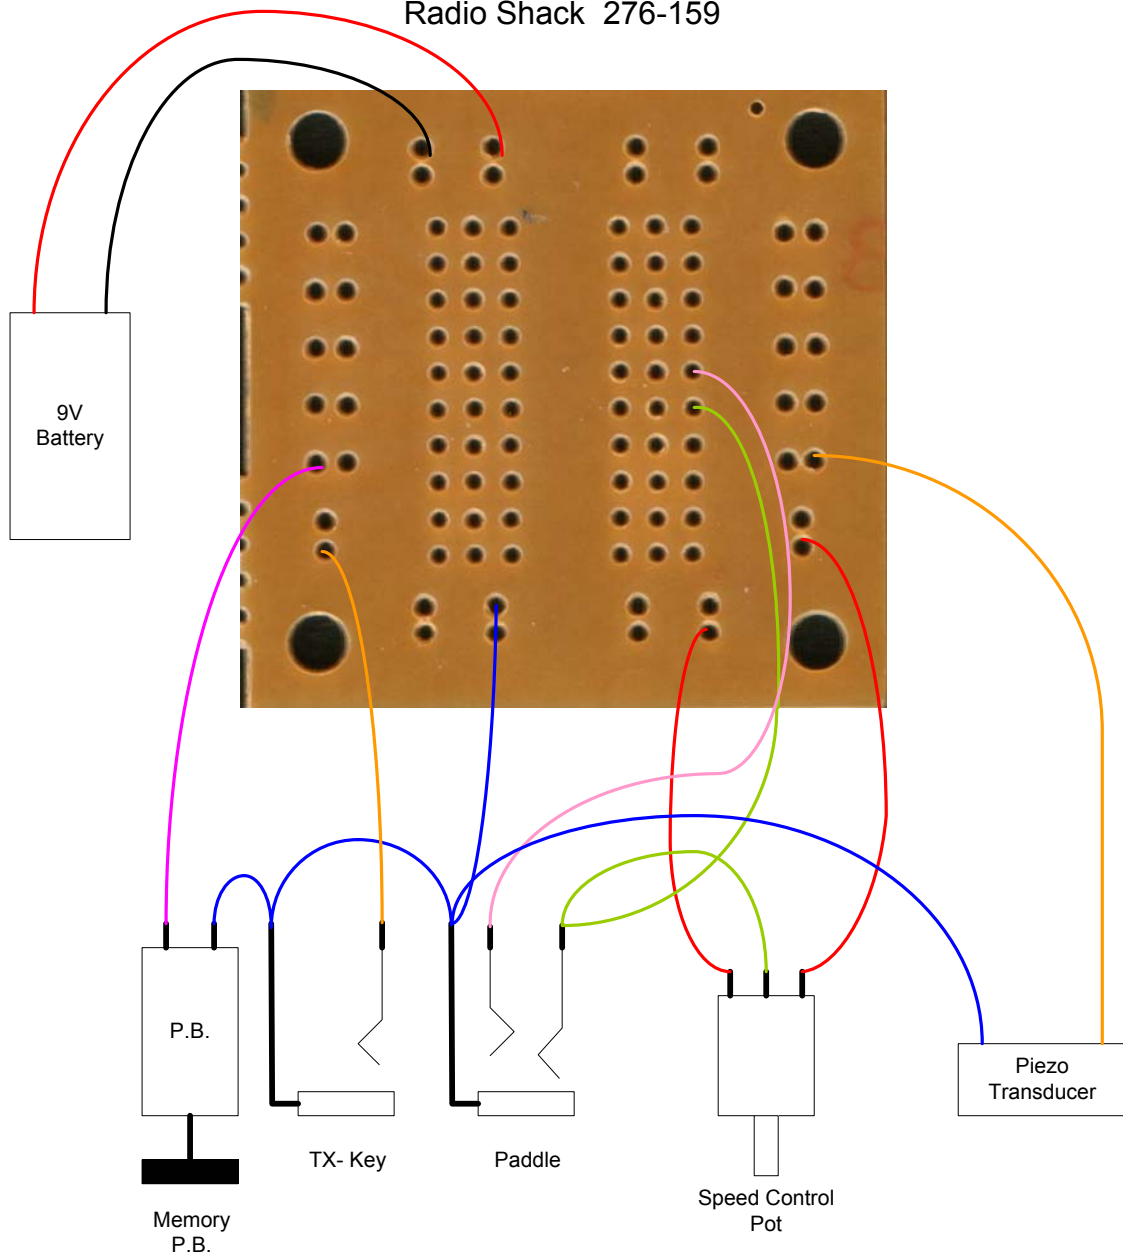 Radio Shack 276-159
9V
Battery
P.B.
TX- Key
Paddle
Piezo
Transducer
Speed Control
Pot
Memory
P.B.